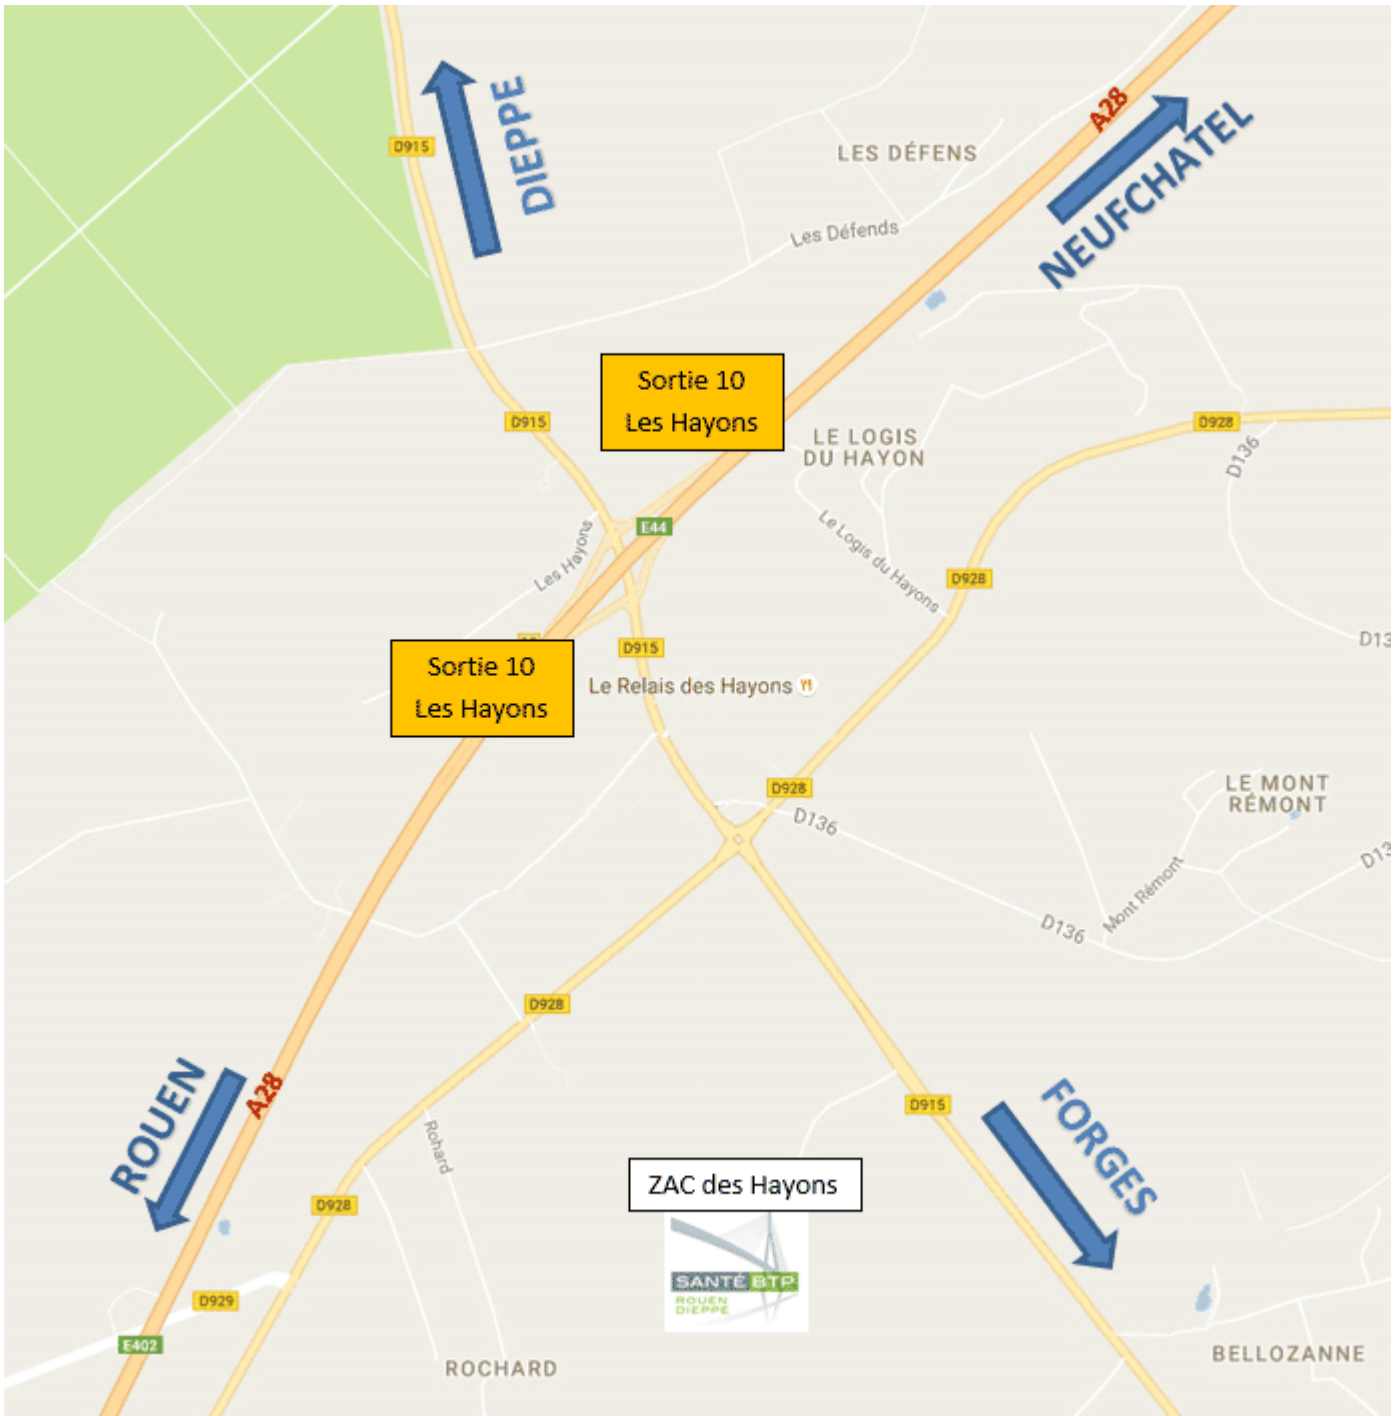 A28
DIEPPE
D915
LES DÉFENS
NEUFCHATEL
Les Défends
Sortie 10
Les Hayons
D915
D928
LE LOGIS
DU HAYON
D136
E44
Les Hayons
Le Logis du Hayons
D928
D13
Sortie 10
Les Hayons
D915
Le Relais des Hayons
D928
LE MONT
RÉMONT
D136
D13
Mont Rémont
D136
D928
ROUEN
A28
D915
FORGES
Rohard
ZAC des Hayons
D928
SANTÉ BTP
ROUEN
DIEPPE
D929
E402
ROCHARD
BELLOZANNE